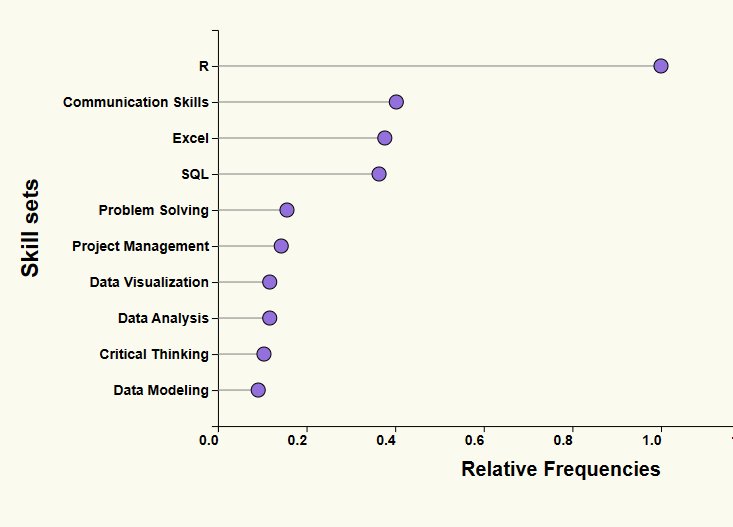 Skill sets
R
Communication Skills
Excel
SQL
Problem Solving
Project Management
Data Visualization
Data Analysis
Critical Thinking
Data Modeling
0.0 0.2 0.4 0.6 0.8 1.0
Relative Frequencies